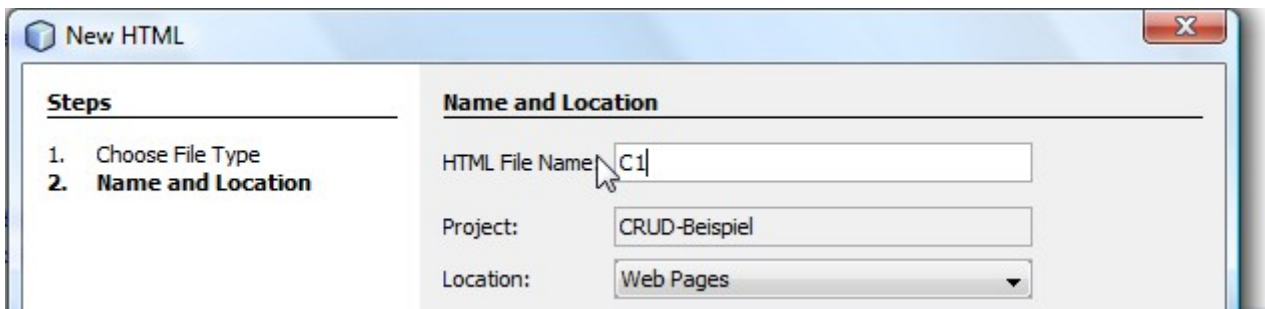 New HTML
Steps
1. Choose File Type
2. Name and Location
Name and Location
HTML File Name: C1
Project: CRUD-Beispiel
Location: Web Pages